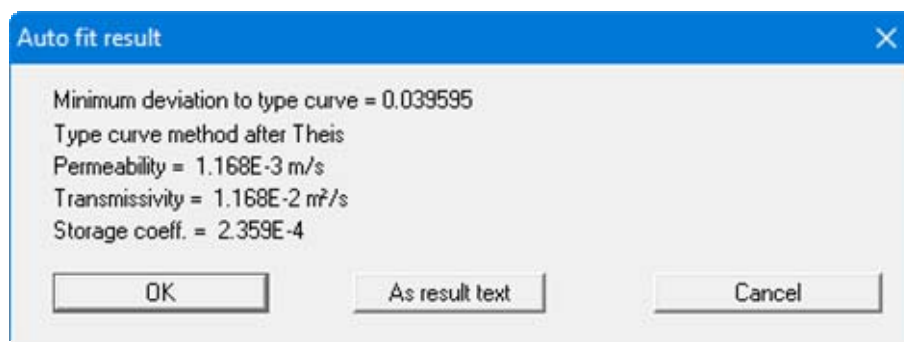 Auto fit result
Minimum deviation to type curve = 0.039595
Type curve method after Theis
Permeability = 1.168E-3 m/s
Transmissivity = 1.168E-2 m²/s
Storage coeff. = 2.359E-4
OK As result text Cancel